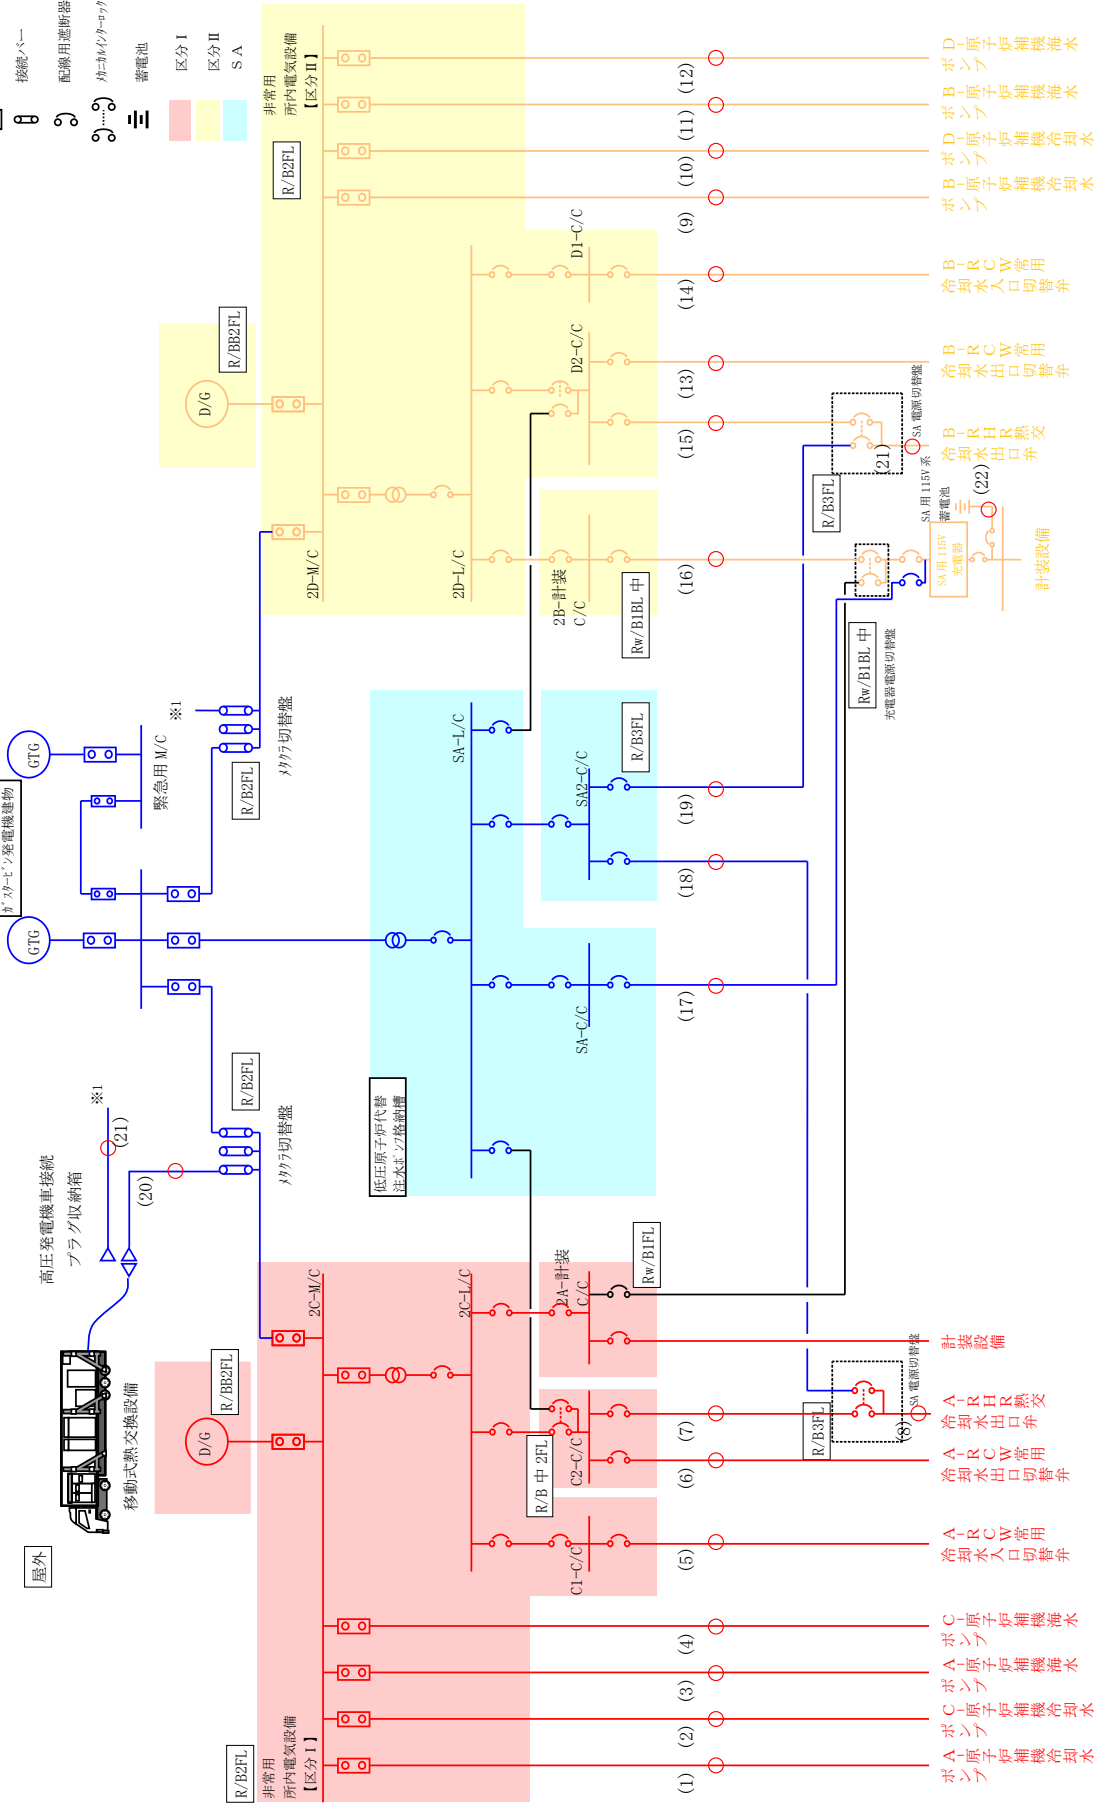 接続バー
配線用遮断器
ﾒｶﾆｶﾙｲﾝﾀｰﾛｯｸ
蓄電池
区分Ⅰ
区分Ⅱ
ＳＡ
屋外
移動式熱交換設備
高圧発電機車接続
プラグ収納箱
※1
(21)
(20)
ｶﾞｽﾀｰﾋﾞﾝ発電機建物
GTG
GTG
緊急用 M/C
※1
R/B2FL
ﾒﾀｸﾗ切替盤
R/B2FL
ﾒﾀｸﾗ切替盤
R/B2FL
非常用
所内電気設備
【区分Ⅰ】
R/BB2FL
D/G
2C-M/C
2C-L/C
C1-C/C
C2-C/C
R/B 中 2FL
2A-計装
C/C
Rw/B1FL
低圧原子炉代替
注水ﾎﾟﾝﾌﾟ格納槽
SA-L/C
SA-C/C
SA2-C/C
R/B3FL
R/BB2FL
D/G
2D-M/C
2D-L/C
2B-計装
C/C
Rw/B1BL 中
D2-C/C
D1-C/C
R/B2FL
非常用
所内電気設備
【区分Ⅱ】
(1)
(2)
(3)
(4)
(5)
(6)
(7)
(17)
(18)
(19)
(16)
(15)
(13)
(14)
(9)
(10)
(11)
(12)
R/B3FL
(8)
SA 電源切替盤
Rw/B1BL 中
充電器電源切替盤
R/B3FL
(21)
SA 電源切替盤
SA 用 115V 系
蓄電池
(22)
SA 用 115V
充電器
A-原子炉補機冷却水
ポンプ
C-原子炉補機冷却水
ポンプ
A-原子炉補機海水
ポンプ
C-原子炉補機海水
ポンプ
A-RCW常用
冷却水入口切替弁
A-RCW常用
冷却水出口切替弁
A-RHR熱交
冷却水出口弁
計装設備
計装設備
B-RHR熱交
冷却水出口弁
B-RCW常用
冷却水出口切替弁
B-RCW常用
冷却水入口切替弁
B-原子炉補機冷却水
ポンプ
D-原子炉補機冷却水
ポンプ
B-原子炉補機海水
ポンプ
D-原子炉補機海水
ポンプ